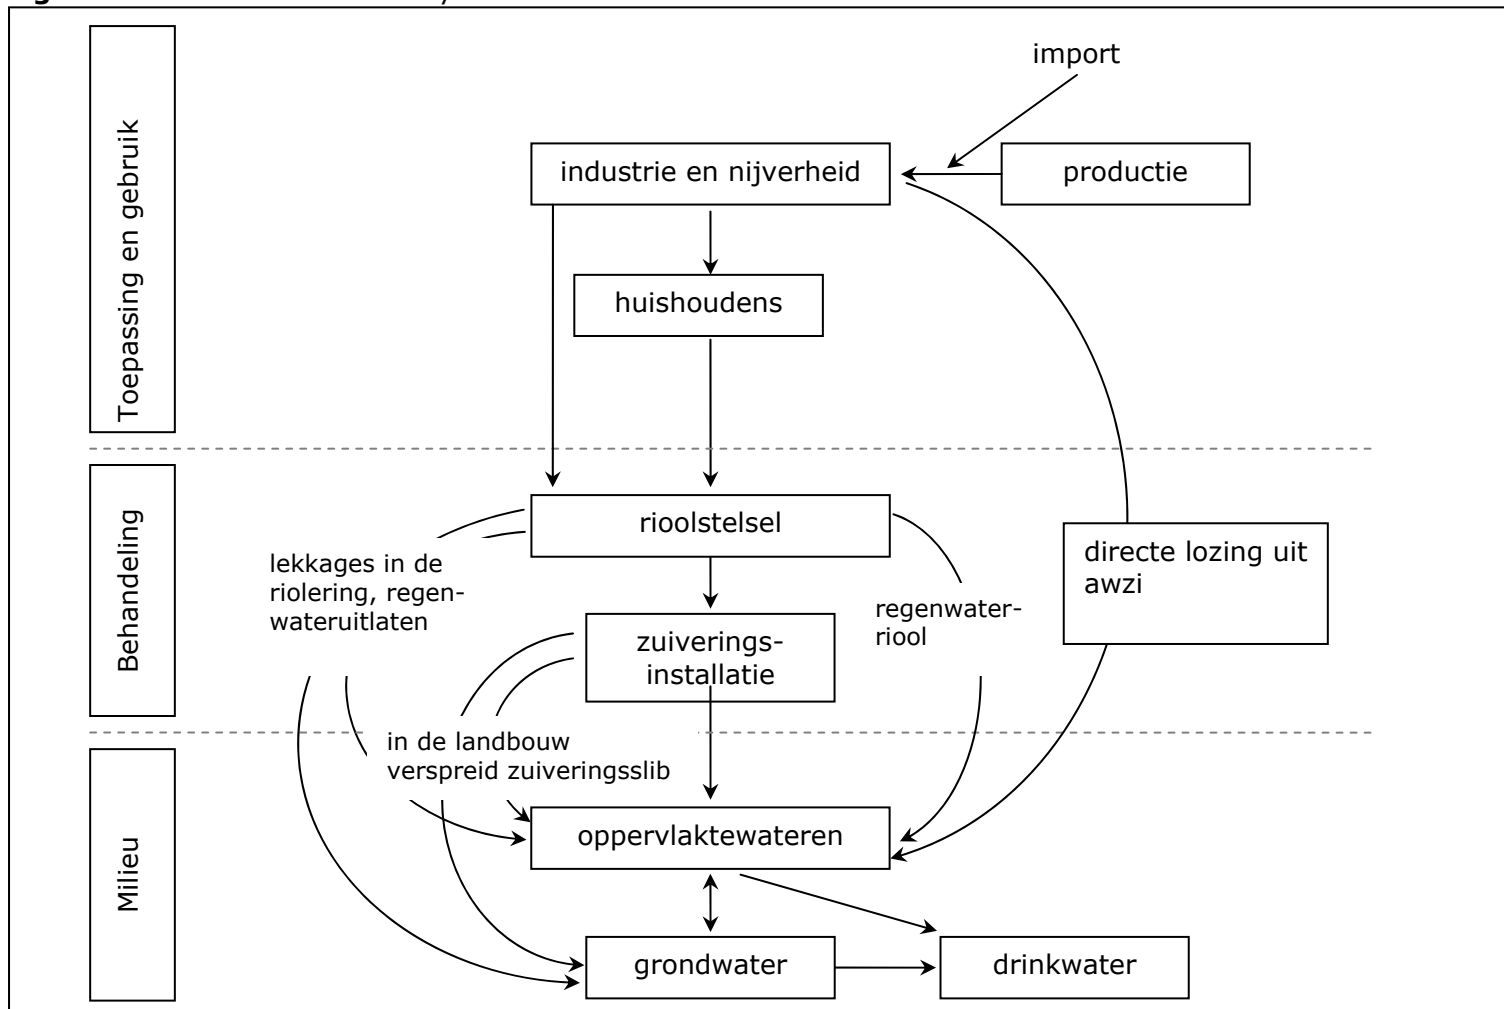 import
Toepassing en gebruik
industrie en nijverheid
productie
huishoudens
Behandeling
rioolstelsel
directe lozing uit
awzi
lekkages in de
riolering, regen-
wateruitlaten
regenwater-
riool
zuiverings-
installatie
in de landbouw
verspreid zuiveringsslib
Milieu
oppervlaktewateren
grondwater
drinkwater